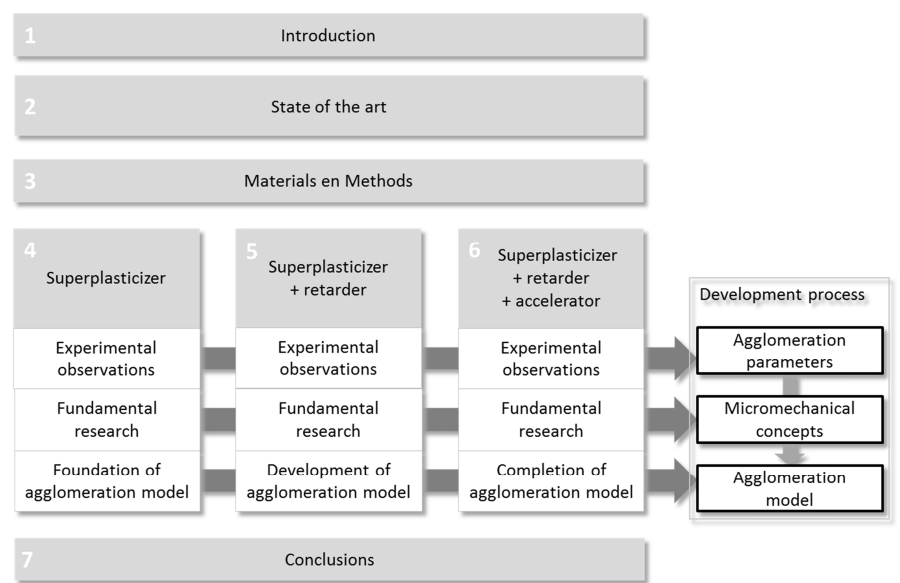 1 Introduction
2 State of the art
3 Materials en Methods
4 Superplasticizer
Experimental
observations
Fundamental
research
Foundation of
agglomeration model
5 Superplasticizer
+ retarder
Experimental
observations
Fundamental
research
Development of
agglomeration model
6 Superplasticizer
+ retarder
+ accelerator
Experimental
observations
Fundamental
research
Completion of
agglomeration model
Development process
Agglomeration
parameters
Micromechanical
concepts
Agglomeration
model
7 Conclusions